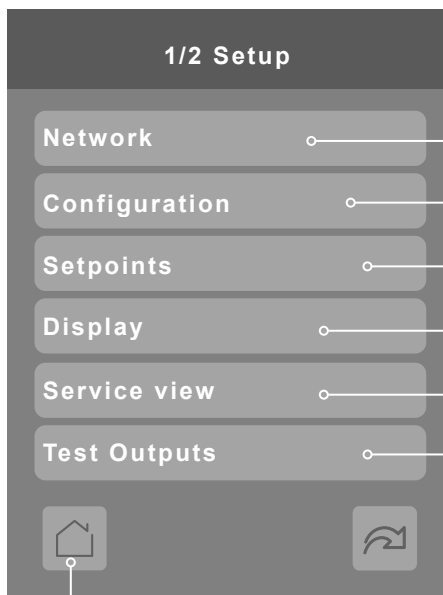 1/2 Setup
Network
Configuration
Setpoints
Display
Service view
Test Outputs